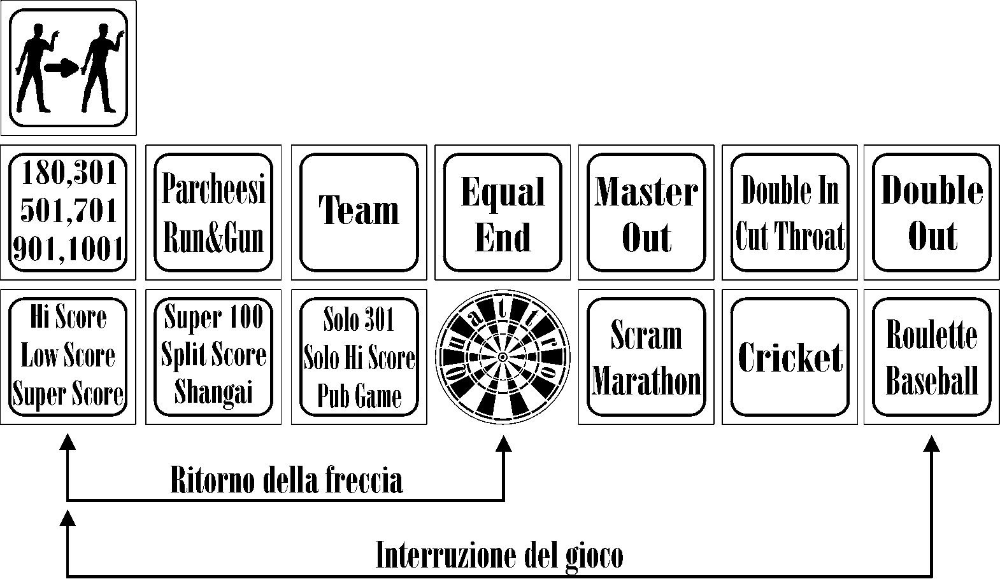 180,301
501,701
901,1001
Parcheesi
Run&Gun
Team
Equal
End
Master
Out
Double In
Cut Throat
Double
Out
Hi Score
Low Score
Super Score
Super 100
Split Score
Shangai
Solo 301
Solo Hi Score
Pub Game
Quattro
Scram
Marathon
Cricket
Roulette
Baseball
Ritorno della freccia
Interruzione del gioco